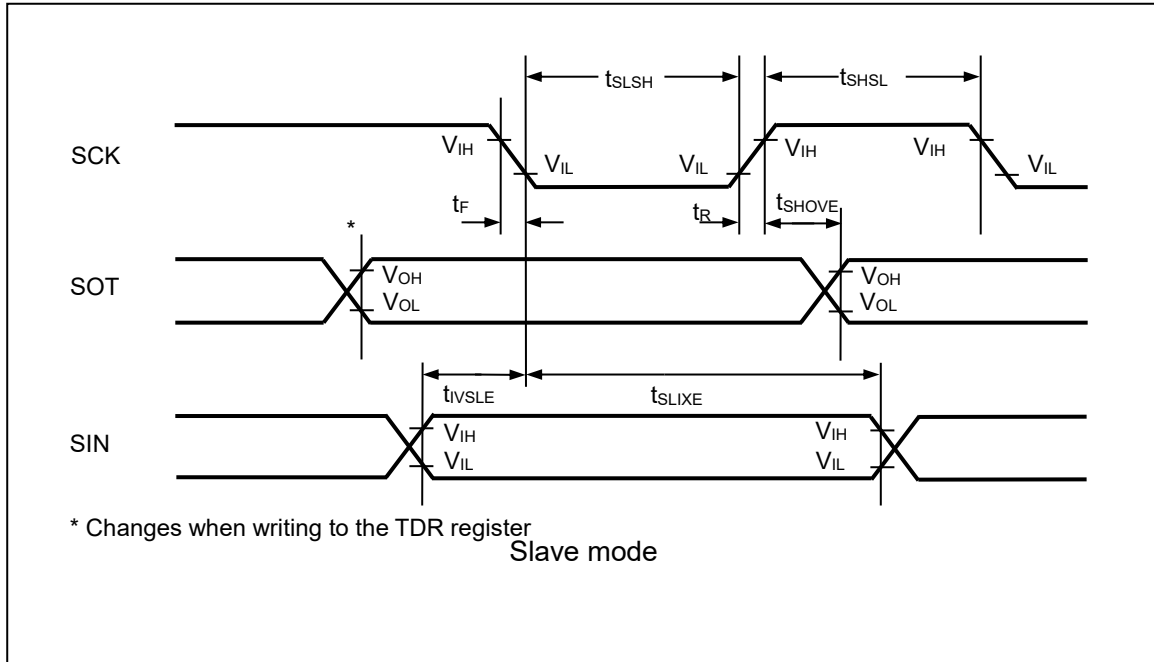 tSLSH
tSHSL
SCK
VIH
VIL
VIL
VIH
VIH
VIL
tF
tR
tSHOVE
*
SOT
VOH
VOL
VOH
VOL
tIVSLE
tSLIXE
SIN
VIH
VIL
VIH
VIL
* Changes when writing to the TDR register
Slave mode